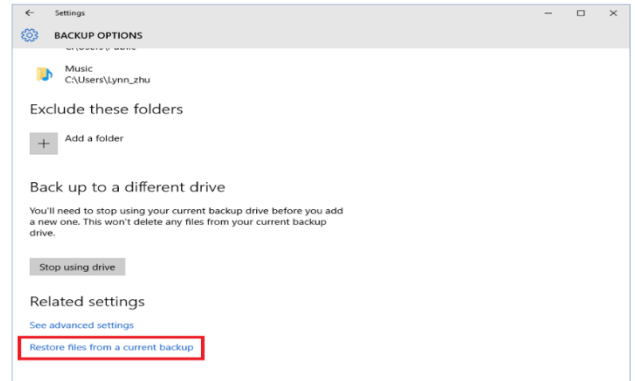 Settings
BACKUP OPTIONS
Music
C:\Users\Lynn_zhu
Exclude these folders
Add a folder
Back up to a different drive
You'll need to stop using your current backup drive before you add
a new one. This won't delete any files from your current backup
drive.
Stop using drive
Related settings
See advanced settings
Restore files from a current backup